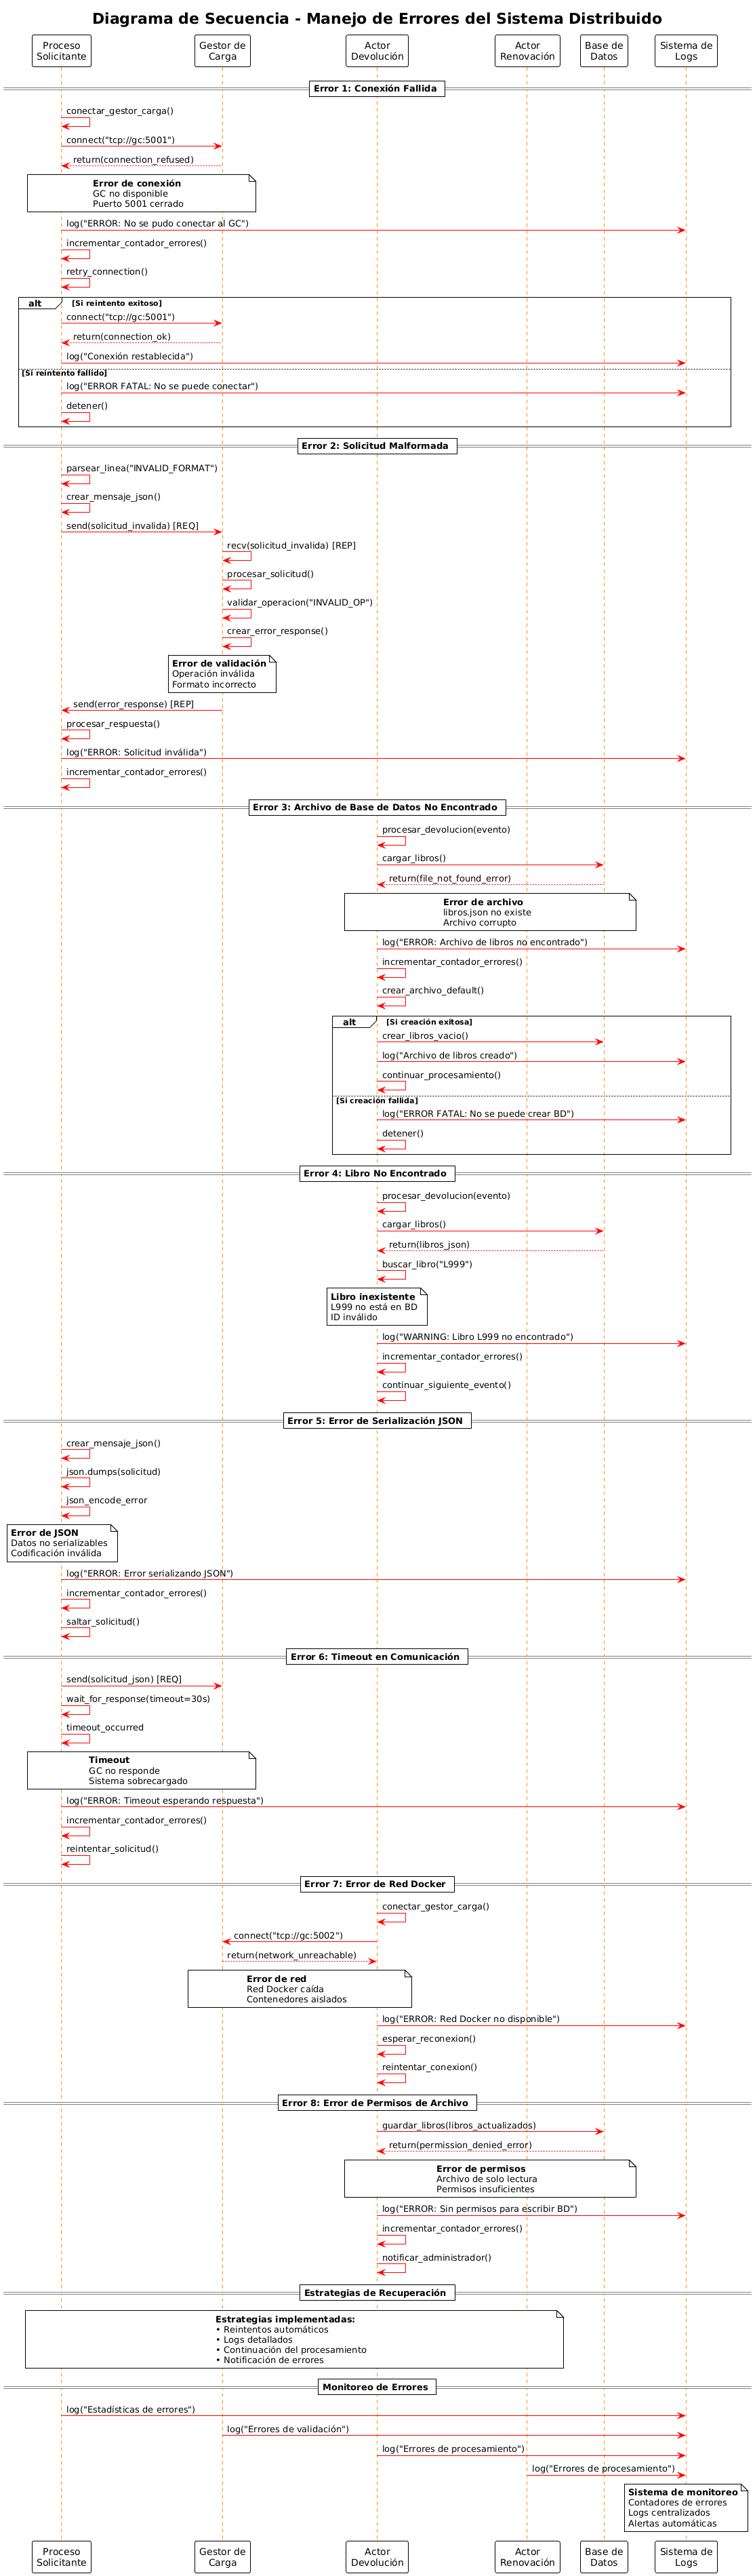 Diagrama de Secuencia - Manejo de Errores del Sistema Distribuido
Proceso
Solicitante
Gestor de
Carga
Actor
Devolución
Actor
Renovación
Base de
Datos
Sistema de
Logs
Error 1: Conexión Fallida
conectar_gestor_carga()
connect("tcp://gc:5001")
return(connection_refused)
Error de conexión
GC no disponible
Puerto 5001 cerrado
log("ERROR: No se pudo conectar al GC")
incrementar_contador_errores()
retry_connection()
alt
[Si reintento exitoso]
connect("tcp://gc:5001")
return(connection_ok)
log("Conexión restablecida")
[Si reintento fallido]
log("ERROR FATAL: No se puede conectar")
detener()
Error 2: Solicitud Malformada
parsear_linea("INVALID_FORMAT")
crear_mensaje_json()
send(solicitud_invalida) [REQ]
recv(solicitud_invalida) [REP]
procesar_solicitud()
validar_operacion("INVALID_OP")
crear_error_response()
Error de validación
Operación inválida
Formato incorrecto
send(error_response) [REP]
procesar_respuesta()
log("ERROR: Solicitud inválida")
incrementar_contador_errores()
Error 3: Archivo de Base de Datos No Encontrado
procesar_devolucion(evento)
cargar_libros()
return(file_not_found_error)
Error de archivo
libros.json no existe
Archivo corrupto
log("ERROR: Archivo de libros no encontrado")
incrementar_contador_errores()
crear_archivo_default()
alt
[Si creación exitosa]
crear_libros_vacio()
log("Archivo de libros creado")
continuar_procesamiento()
[Si creación fallida]
log("ERROR FATAL: No se puede crear BD")
detener()
Error 4: Libro No Encontrado
procesar_devolucion(evento)
cargar_libros()
return(libros_json)
buscar_libro("L999")
Libro inexistente
L999 no está en BD
ID inválido
log("WARNING: Libro L999 no encontrado")
incrementar_contador_errores()
continuar_siguiente_evento()
Error 5: Error de Serialización JSON
crear_mensaje_json()
json.dumps(solicitud)
json_encode_error
Error de JSON
Datos no serializables
Codificación inválida
log("ERROR: Error serializando JSON")
incrementar_contador_errores()
saltar_solicitud()
Error 6: Timeout en Comunicación
send(solicitud_json) [REQ]
wait_for_response(timeout=30s)
timeout_occurred
Timeout
GC no responde
Sistema sobrecargado
log("ERROR: Timeout esperando respuesta")
incrementar_contador_errores()
reintentar_solicitud()
Error 7: Error de Red Docker
conectar_gestor_carga()
connect("tcp://gc:5002")
return(network_unreachable)
Error de red
Red Docker caída
Contenedores aislados
log("ERROR: Red Docker no disponible")
esperar_reconexion()
reintentar_conexion()
Error 8: Error de Permisos de Archivo
guardar_libros(libros_actualizados)
return(permission_denied_error)
Error de permisos
Archivo de solo lectura
Permisos insuficientes
log("ERROR: Sin permisos para escribir BD")
incrementar_contador_errores()
notificar_administrador()
Estrategias de Recuperación
Estrategias implementadas:
• Reintentos automáticos
• Logs detallados
• Continuación del procesamiento
• Notificación de errores
Monitoreo de Errores
log("Estadísticas de errores")
log("Errores de validación")
log("Errores de procesamiento")
log("Errores de procesamiento")
Sistema de monitoreo
Contadores de errores
Logs centralizados
Alertas automáticas
Proceso
Solicitante
Gestor de
Carga
Actor
Devolución
Actor
Renovación
Base de
Datos
Sistema de
Logs